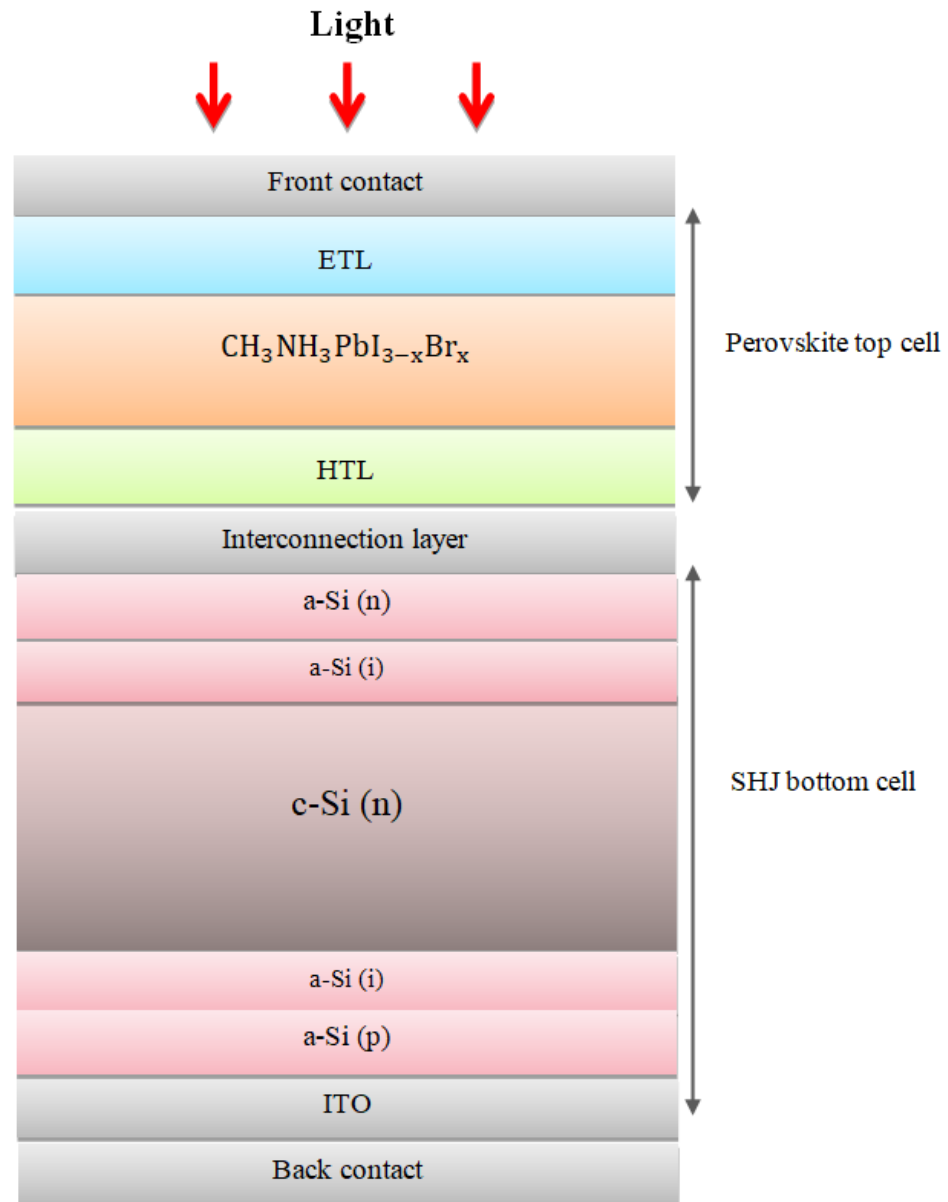 Light
Front contact
ETL
CH₃NH₃PbI₃₋ₓBrₓ
Perovskite top cell
HTL
Interconnection layer
a-Si (n)
a-Si (i)
SHJ bottom cell
c-Si (n)
a-Si (i)
a-Si (p)
ITO
Back contact